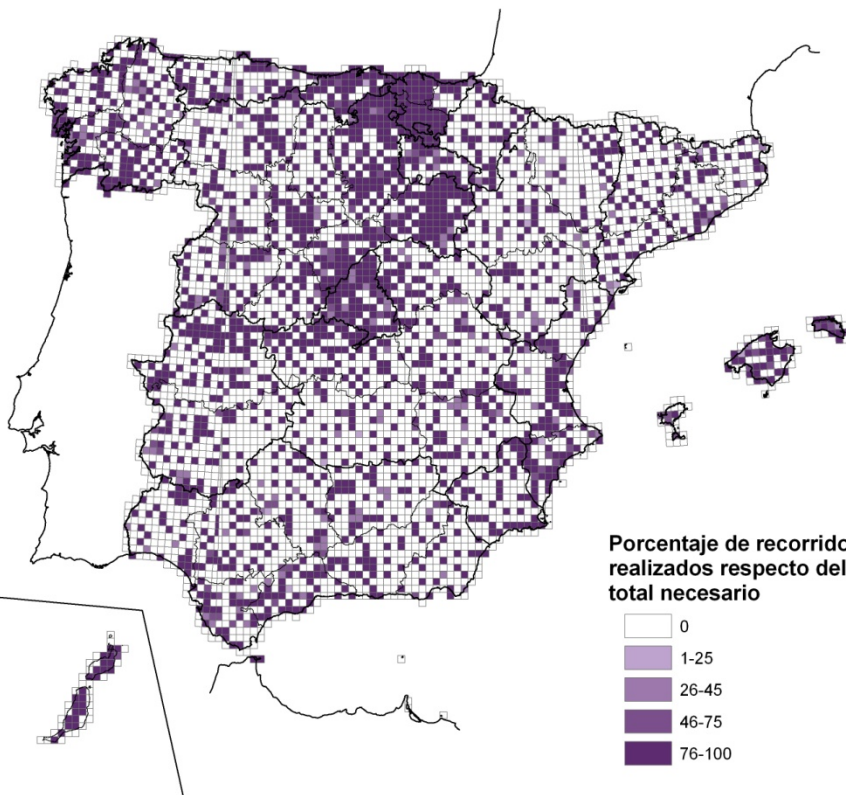 Porcentaje de recorrido
realizados respecto del
total necesario
0
1-25
26-45
46-75
76-100